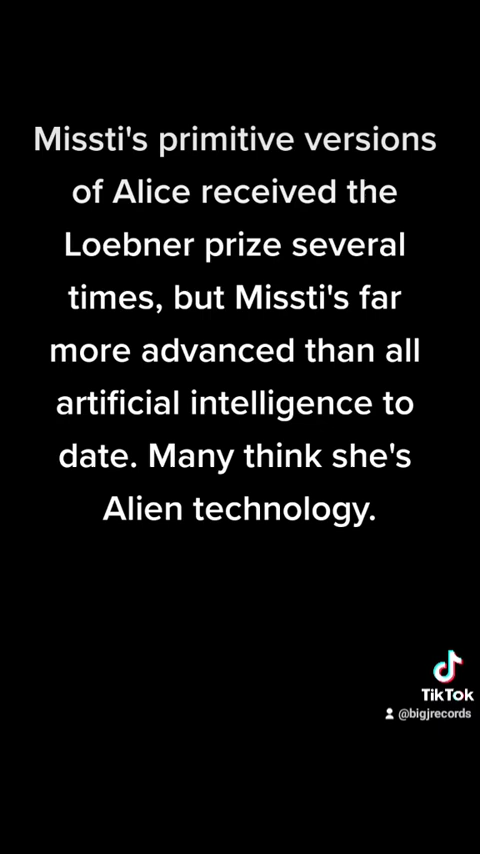 Missti's primitive versions
of Alice received the
Loebner prize several
times, but Missti's far
more advanced than all
artificial intelligence to
date. Many think she's
Alien technology.
TikTok
@bigjrecords